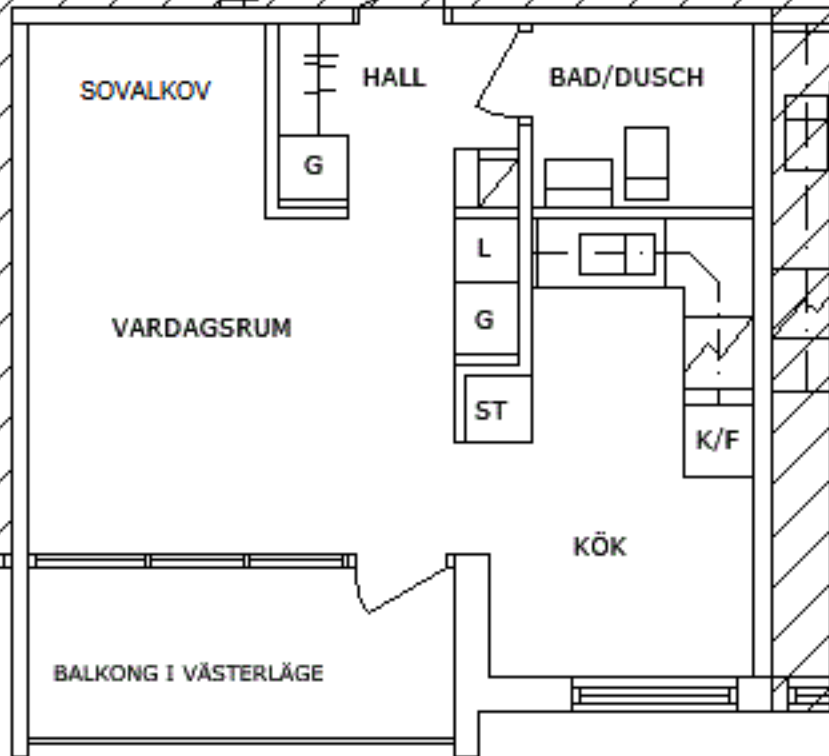 SOVALKOV
HALL
BAD/DUSCH
G
L
G
VARDAGSRUM
ST
K/F
KÖK
BALKONG I VÄSTERLÄGE